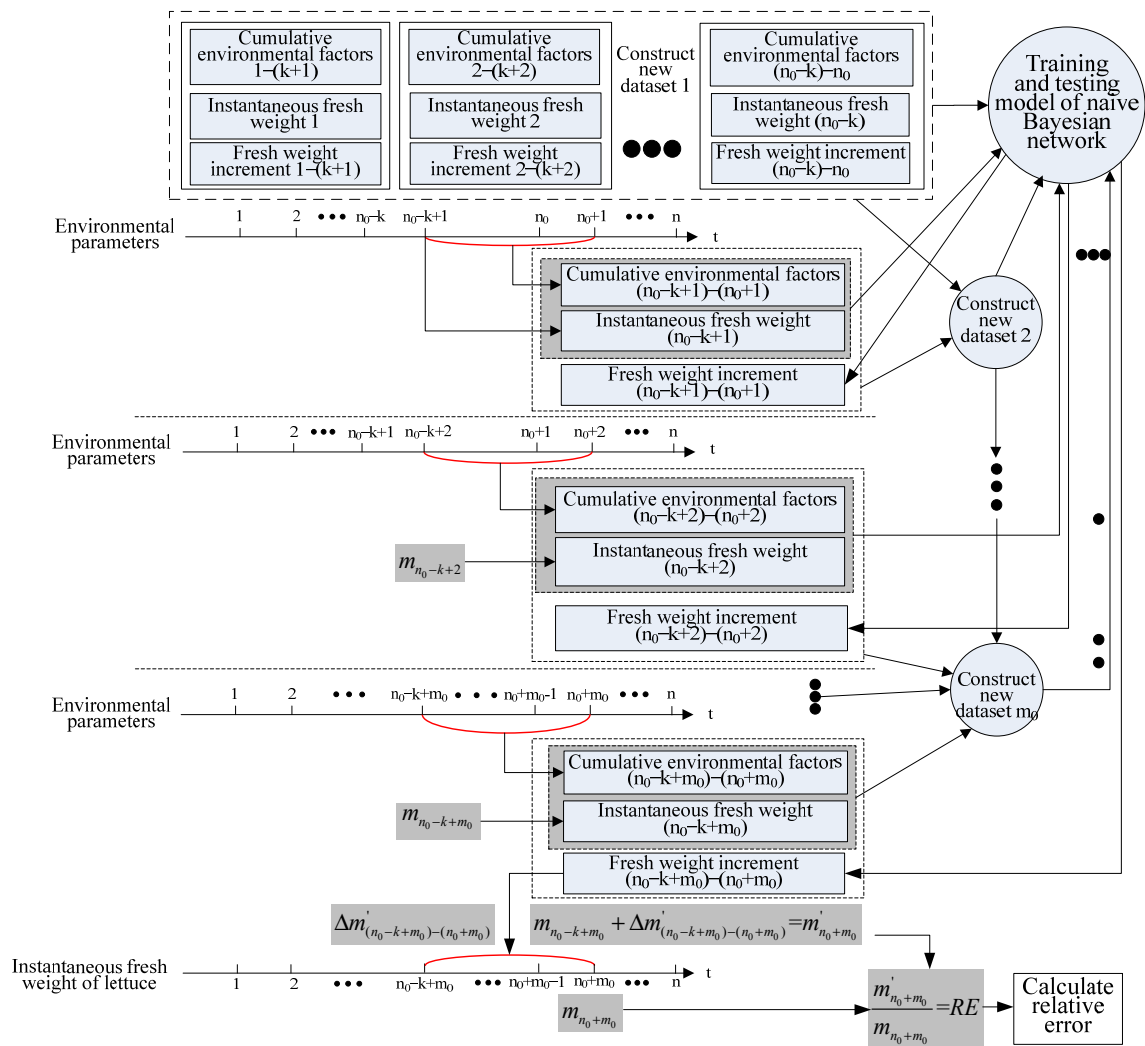 Cumulative
environmental factors
1–(k+1)
Instantaneous fresh
weight 1
Fresh weight
increment 1–(k+1)
Cumulative
environmental factors
2–(k+2)
Instantaneous fresh
weight 2
Fresh weight
increment 2–(k+2)
Construct
new
dataset 1
Cumulative
environmental factors
(n₀–k)–n₀
Instantaneous fresh
weight (n₀–k)
Fresh weight increment
(n₀–k)–n₀
Training
and testing
model of naïve
Bayesian
network
Environmental
parameters
1 2 ••• n₀–k n₀–k+1 n₀ n₀+1 ••• n t
Cumulative environmental factors
(n₀–k+1)–(n₀+1)
Instantaneous fresh weight
(n₀–k+1)
Fresh weight increment
(n₀–k+1)–(n₀+1)
Construct
new
dataset 2
Environmental
parameters
1 2 ••• n₀–k+1 n₀–k+2 n₀+1 n₀+2 ••• n t
Cumulative environmental factors
(n₀–k+2)–(n₀+2)
Instantaneous fresh weight
(n₀–k+2)
m_{n₀−k+2}
Fresh weight increment
(n₀–k+2)–(n₀+2)
Construct
new
dataset m₀
Environmental
parameters
1 2 ••• n₀–k+m₀ • • • n₀+m₀-1 n₀+m₀ ••• n t
Cumulative environmental factors
(n₀–k+m₀)–(n₀+m₀)
Instantaneous fresh weight
(n₀–k+m₀)
m_{n₀−k+m₀}
Fresh weight increment
(n₀–k+m₀)–(n₀+m₀)
Δm'_{(n₀−k+m₀)−(n₀+m₀)}
m_{n₀−k+m₀} + Δm'_{(n₀−k+m₀)−(n₀+m₀)} = m'_{n₀+m₀}
Instantaneous fresh
weight of lettuce
1 2 ••• n₀–k+m₀ ••• n₀+m₀-1 n₀+m₀ ••• n t
m_{n₀+m₀}
m'_{n₀+m₀} / m_{n₀+m₀} = RE
Calculate
relative
error